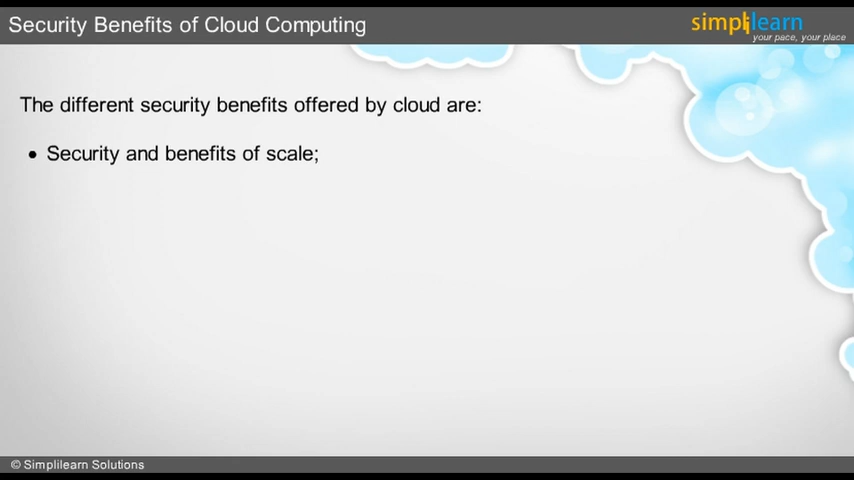 Security Benefits of Cloud Computing
simplilearn
your pace, your place
The different security benefits offered by cloud are:
• Security and benefits of scale;
© Simplilearn Solutions